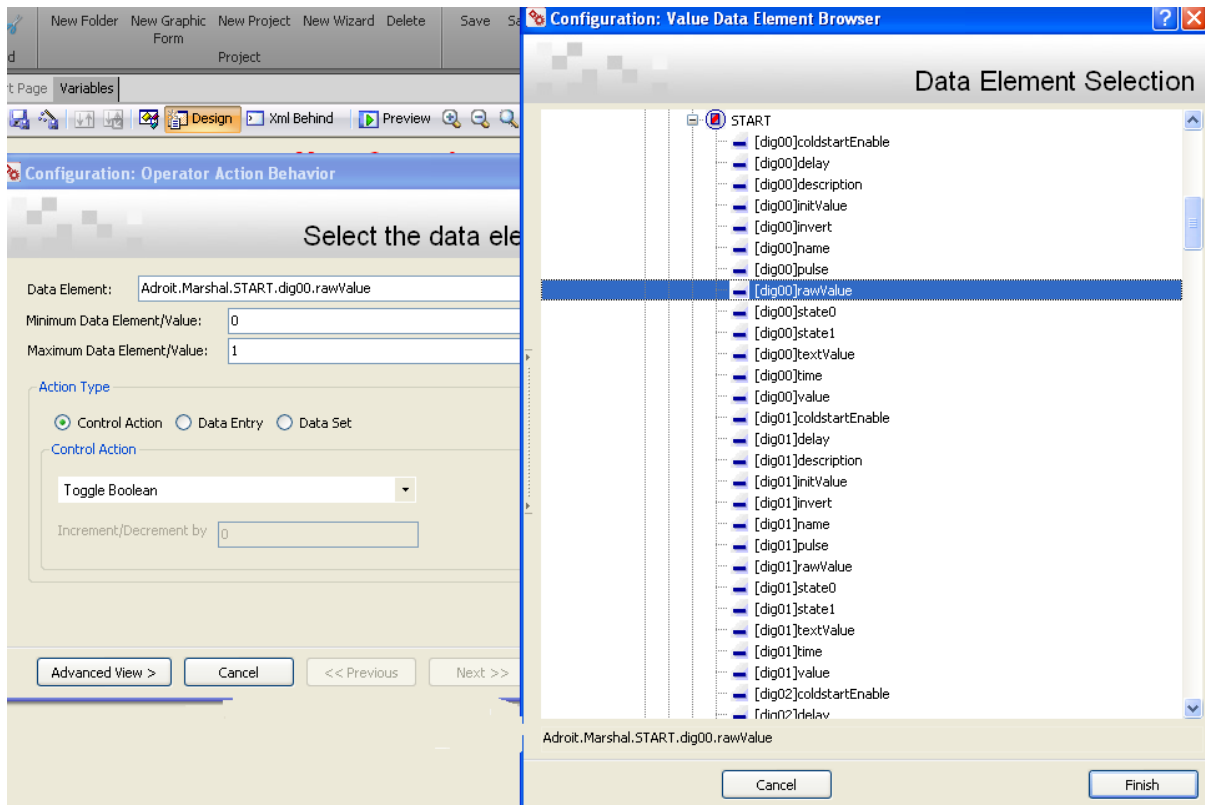 New Folder New Graphic Form New Project New Wizard Delete Save
Project
Page Variables
Design Xml Behind Preview
Configuration: Operator Action Behavior
Select the data ele
Data Element: Adroit.Marshal.START.dig00.rawValue
Minimum Data Element/Value: 0
Maximum Data Element/Value: 1
Action Type
Control Action Data Entry Data Set
Control Action
Toggle Boolean
Increment/Decrement by 0
Advanced View > Cancel << Previous Next >>
Configuration: Value Data Element Browser
Data Element Selection
START
[dig00]coldstartEnable
[dig00]delay
[dig00]description
[dig00]initValue
[dig00]invert
[dig00]name
[dig00]pulse
[dig00]rawValue
[dig00]state0
[dig00]state1
[dig00]textValue
[dig00]time
[dig00]value
[dig01]coldstartEnable
[dig01]delay
[dig01]description
[dig01]initValue
[dig01]invert
[dig01]name
[dig01]pulse
[dig01]rawValue
[dig01]state0
[dig01]state1
[dig01]textValue
[dig01]time
[dig01]value
[dig02]coldstartEnable
[dig02]delay
Adroit.Marshal.START.dig00.rawValue
Cancel Finish